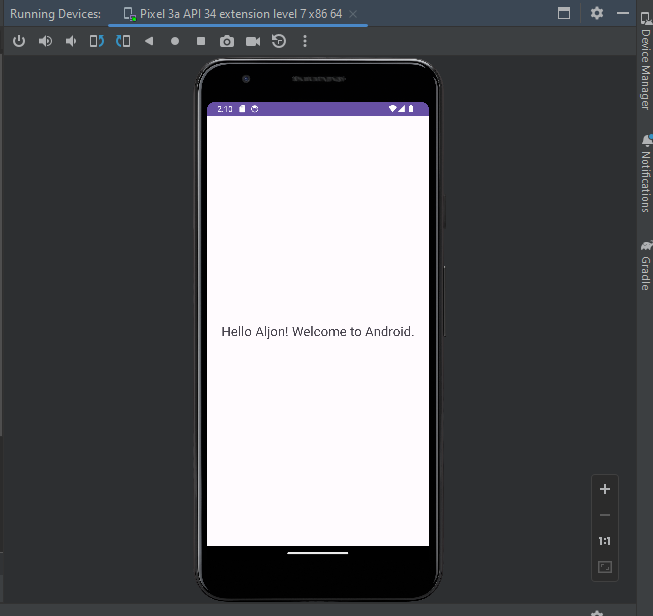 Running Devices:
Pixel 3a API 34 extension level 7 x86 64
2:10
Hello Aljon! Welcome to Android.
1:1
Device Manager
Notifications
Gradle